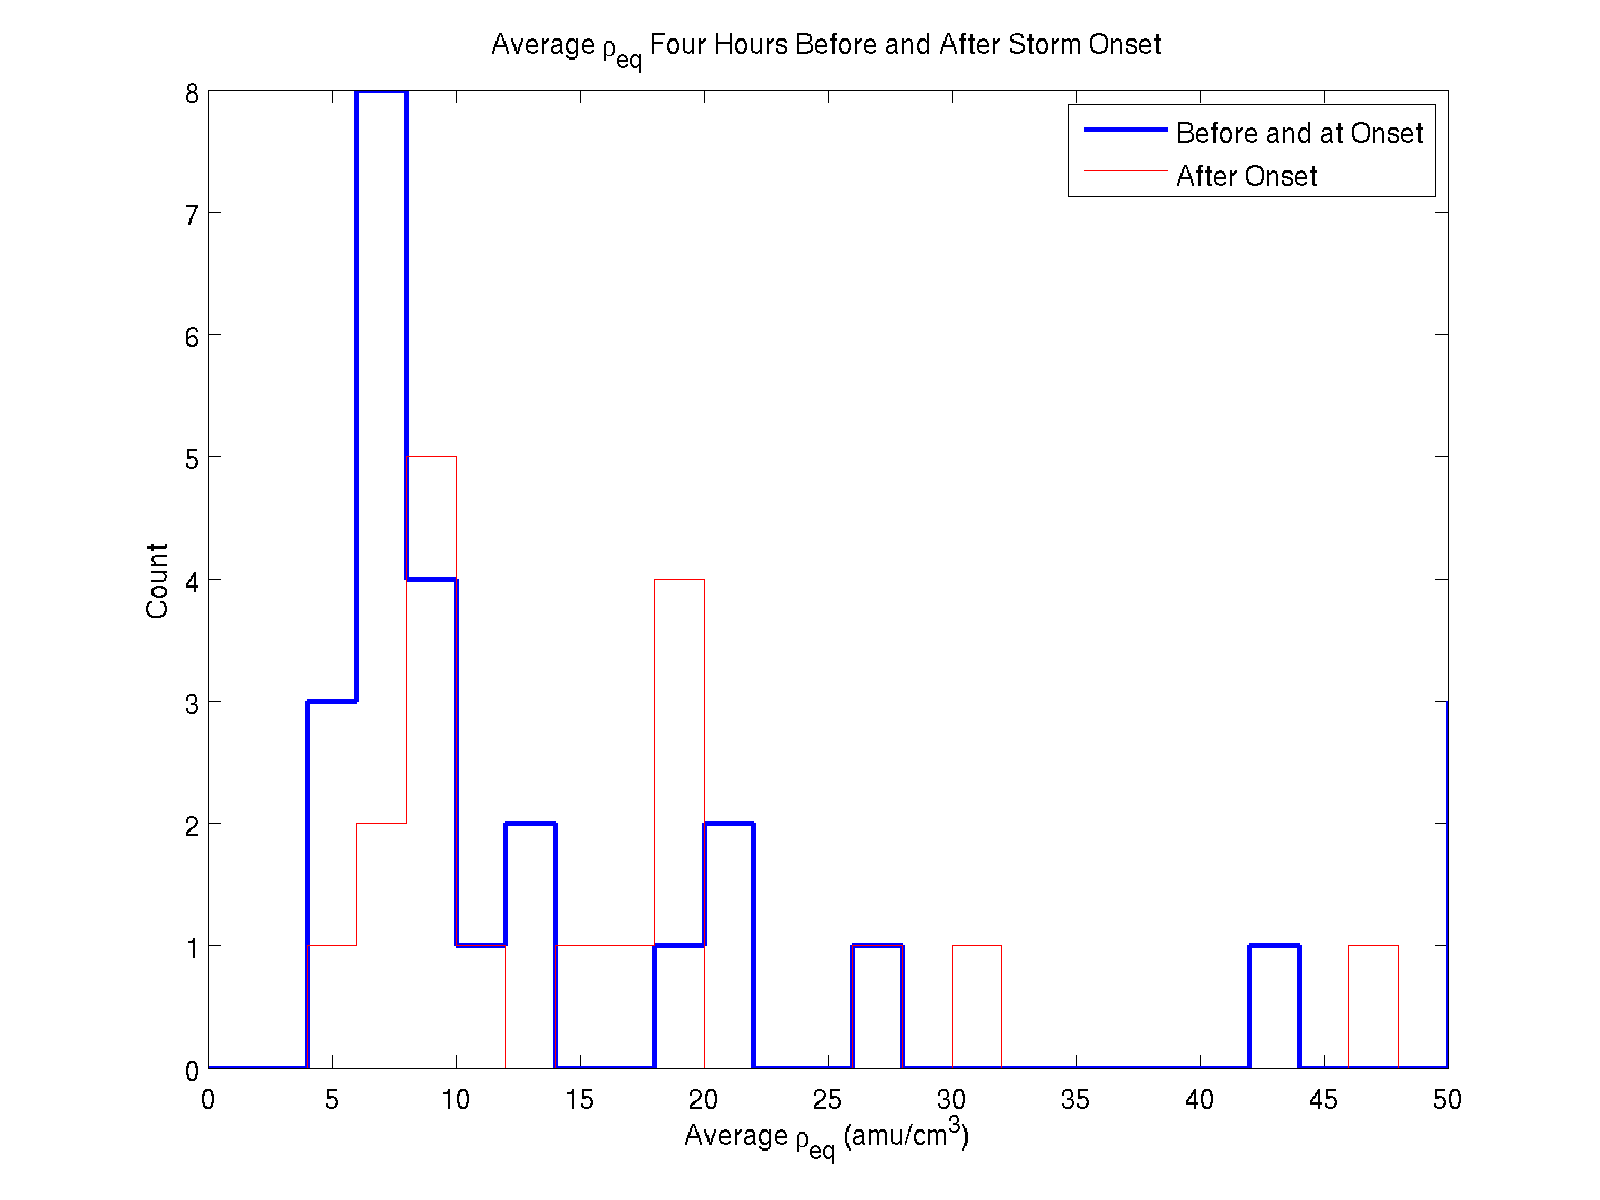 Average ρeq Four Hours Before and After Storm Onset
8
7
6
5
4
3
2
1
0
Count
Before and at Onset
After Onset
0 5 10 15 20 25 30 35 40 45 50
Average ρeq (amu/cm³)